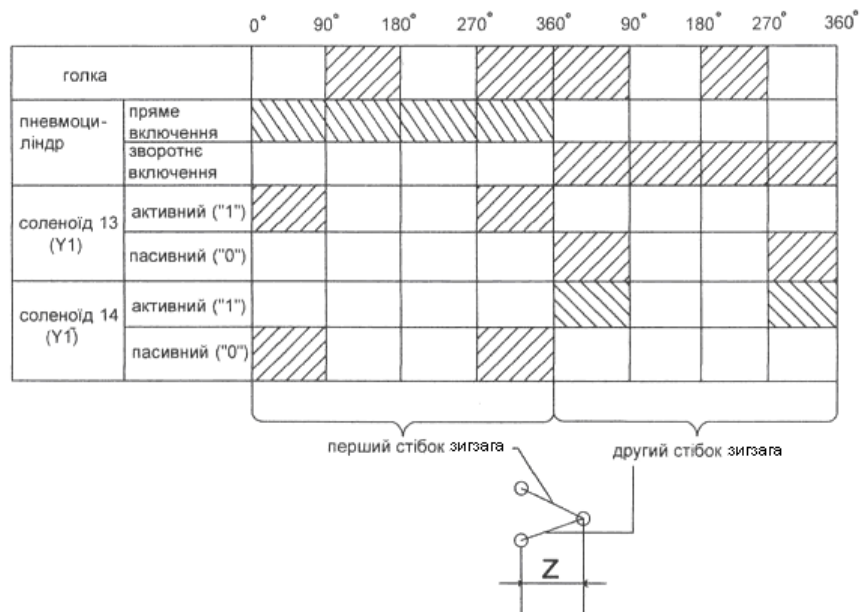 0° 90° 180° 270° 360° 90° 180° 270° 360°
голка
пневмоци-
ліндр
пряме
включення
зворотнє
включення
соленоїд 13
(Y1)
активний ("1")
пасивний ("0")
соленоїд 14
(Y1̄)
активний ("1")
пасивний ("0")
перший стібок зигзага
другий стібок зигзага
Z